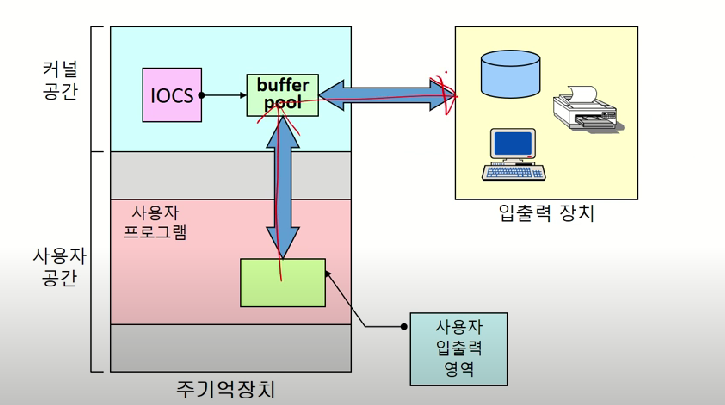 커널
공간
IOCS
buffer
pool
사용자
프로그램
사용자
공간
입출력 장치
사용자
입출력
영역
주기억장치